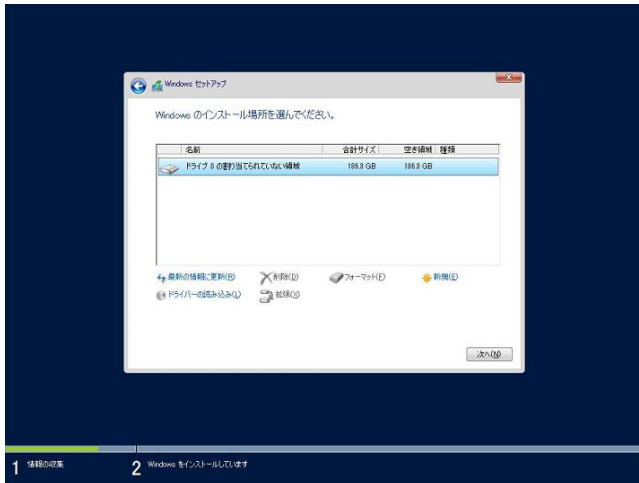 Windows セットアップ
Windows のインストール場所を選んでください。
名前 合計サイズ 空き領域 種類
ドライブ 0 の割り当てられていない領域 186.3 GB 186.3 GB
最新の情報に更新(R) 削除(D) フォーマット(F) 新規(E)
ドライバーの読み込み(L) 拡張(X)
次へ(N)
1 情報の収集 2 Windows をインストールしています